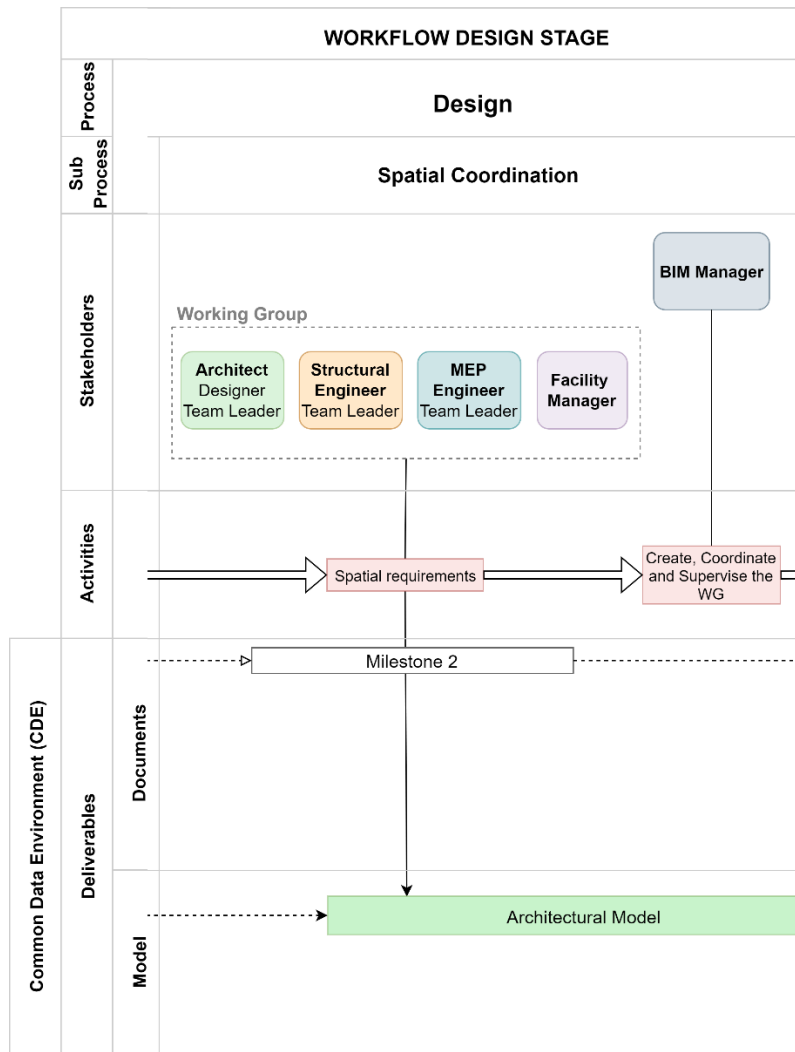 WORKFLOW DESIGN STAGE
Process
Design
Sub
Process
Spatial Coordination
Stakeholders
BIM Manager
Working Group
Architect
Designer
Team Leader
Structural
Engineer
Team Leader
MEP
Engineer
Team Leader
Facility
Manager
Activities
Spatial requirements
Create, Coordinate
and Supervise the
WG
Common Data Environment (CDE)
Deliverables
Documents
Milestone 2
Model
Architectural Model